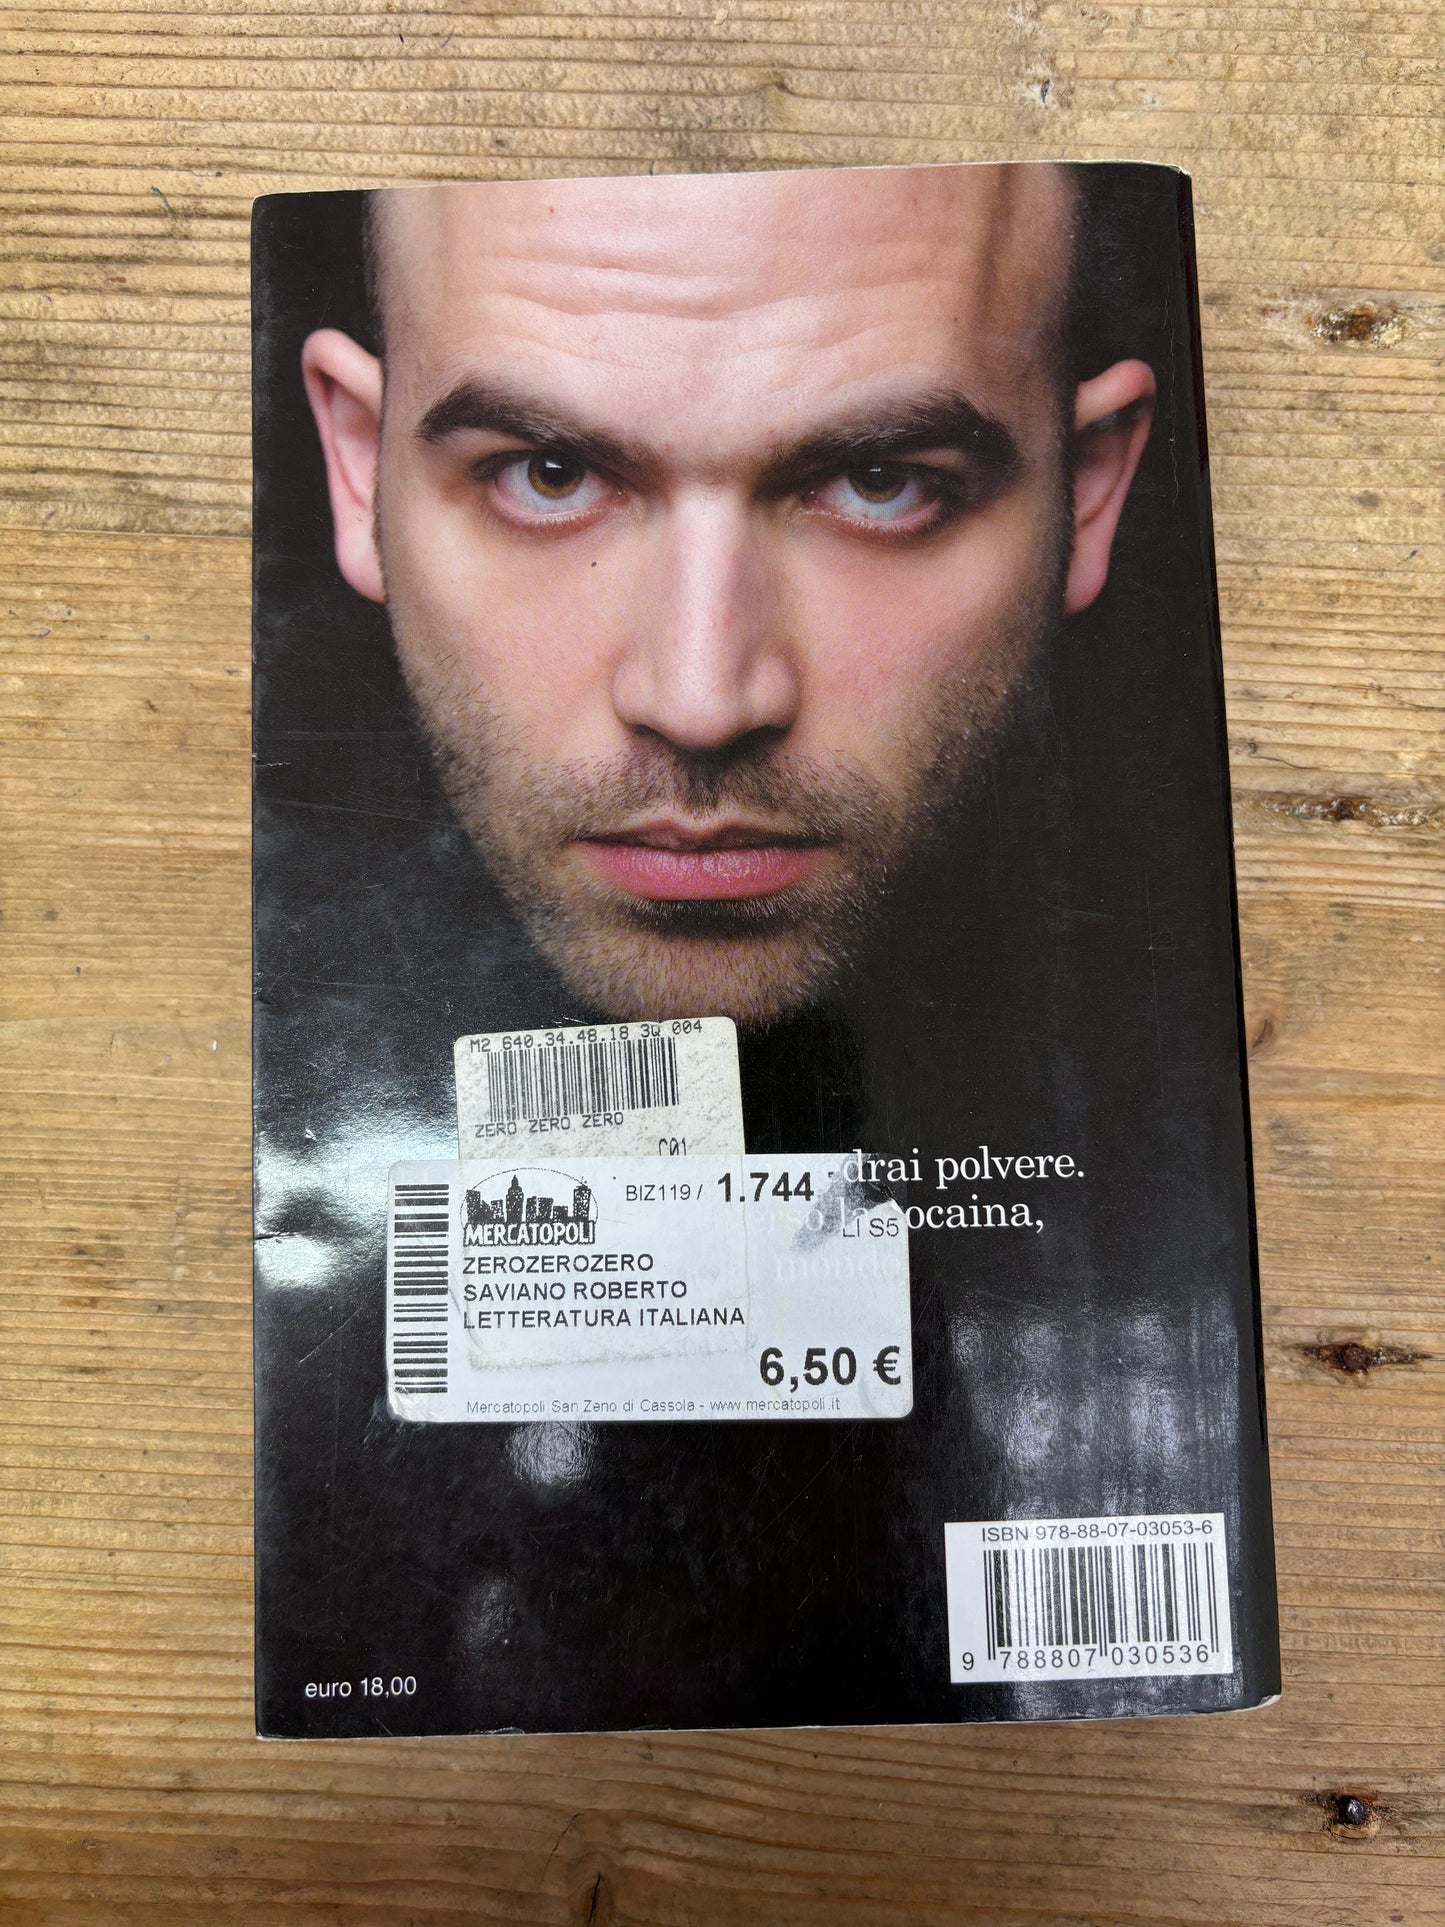 M2 640.34.48.18 3Q 004
ZERO ZERO ZERO
C01
drai polvere.
BIZ119 / 1.744
MERCATOPOLI
LI S5
ocaina,
ZEROZEROZERO
mondo
SAVIANO ROBERTO
LETTERATURA ITALIANA
6,50 €
Mercatopoli San Zeno di Cassola - www.mercatopoli.it
ISBN 978-88-07-03053-6
9 788807 030536
euro 18,00